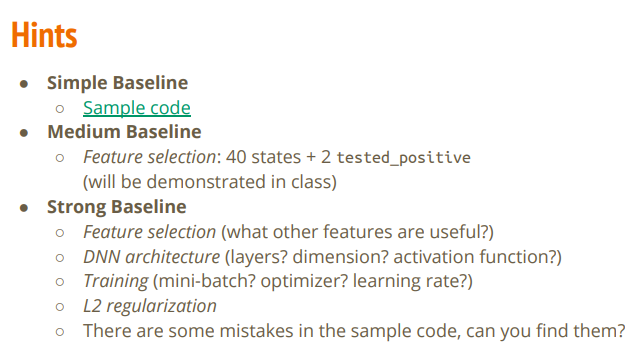 Hints
● Simple Baseline
○ Sample code
● Medium Baseline
○ Feature selection: 40 states + 2 tested_positive
(will be demonstrated in class)
● Strong Baseline
○ Feature selection (what other features are useful?)
○ DNN architecture (layers? dimension? activation function?)
○ Training (mini-batch? optimizer? learning rate?)
○ L2 regularization
○ There are some mistakes in the sample code, can you find them?